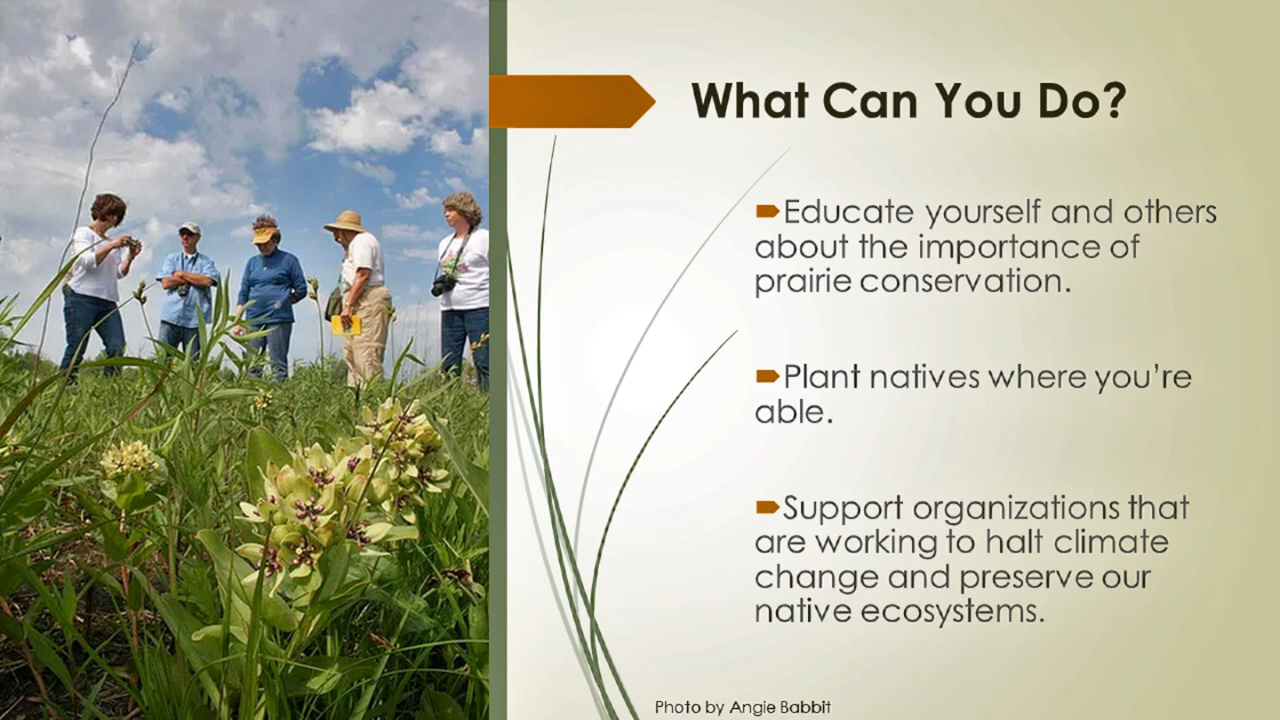 What Can You Do?
Educate yourself and others
about the importance of
prairie conservation.
Plant natives where you're
able.
Support organizations that
are working to halt climate
change and preserve our
native ecosystems.
Photo by Angie Babbit